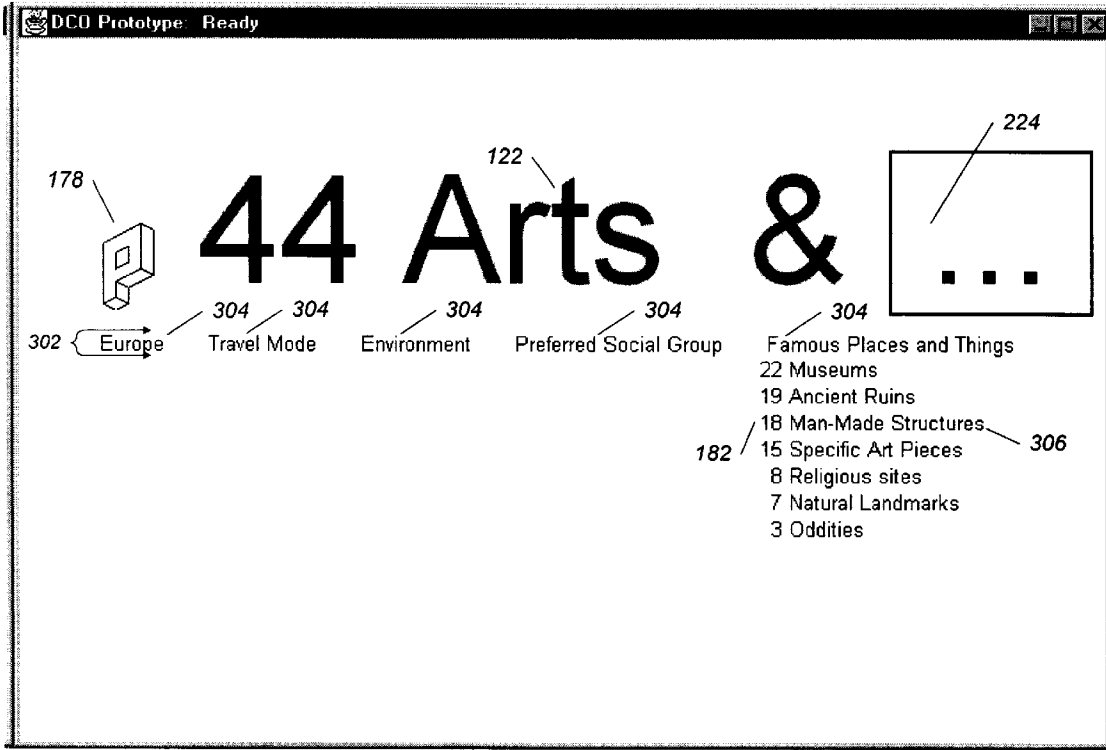 DCO Prototype: Ready
224
122
178
44 Arts & ...
304 304 304 304 304
302 Europe Travel Mode Environment Preferred Social Group Famous Places and Things
22 Museums
19 Ancient Ruins
18 Man-Made Structures
182 15 Specific Art Pieces 306
8 Religious sites
7 Natural Landmarks
3 Oddities